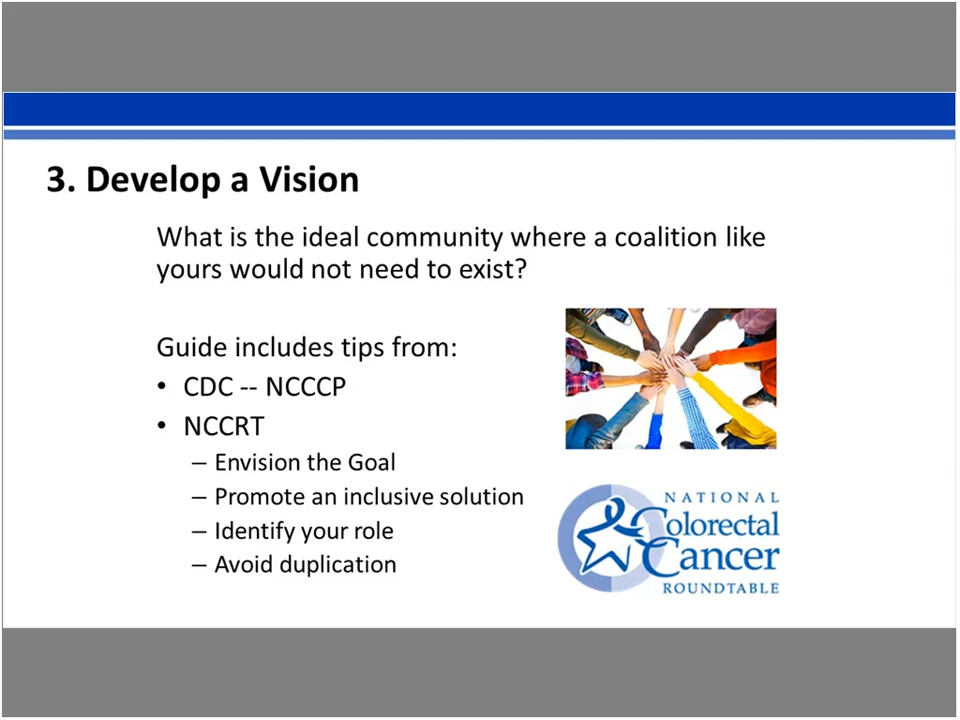 3. Develop a Vision
What is the ideal community where a coalition like
yours would not need to exist?
Guide includes tips from:
• CDC -- NCCCP
• NCCRT
– Envision the Goal
– Promote an inclusive solution
– Identify your role
– Avoid duplication
NATIONAL
Colorectal
Cancer
ROUNDTABLE